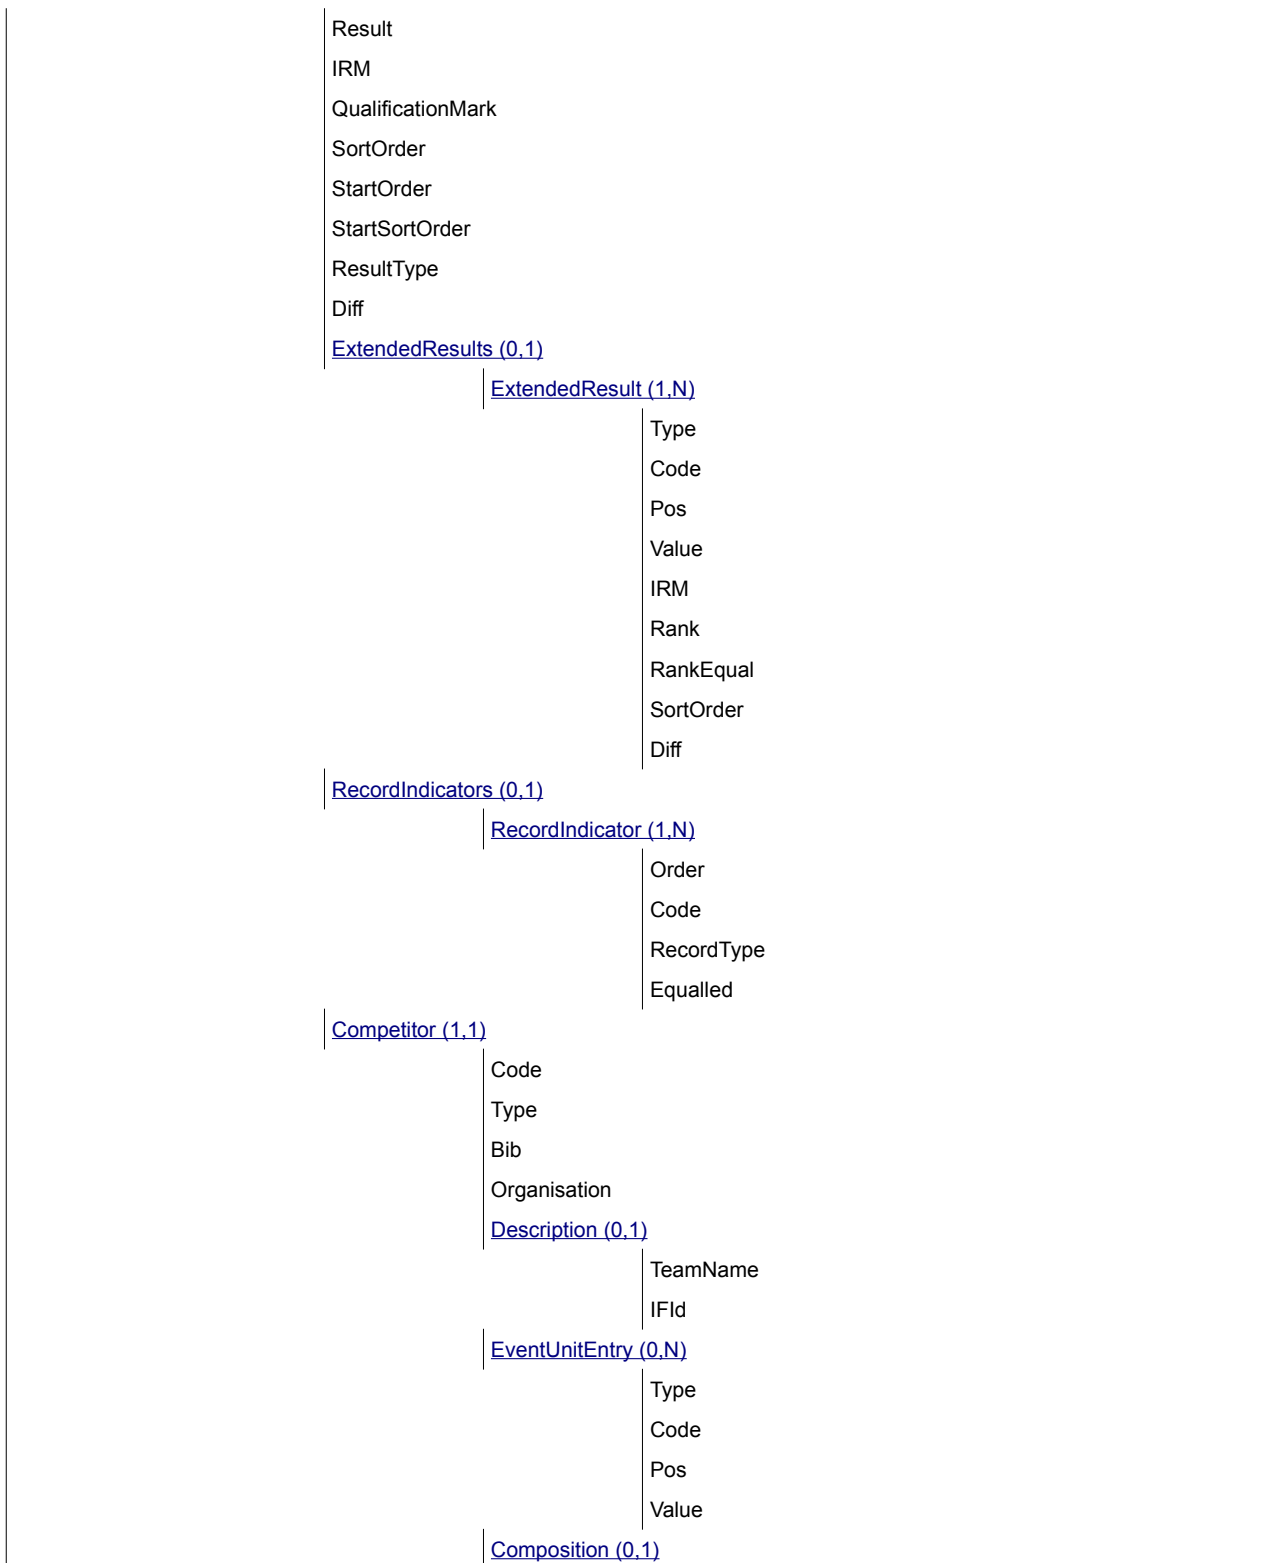 Result
IRM
QualificationMark
SortOrder
StartOrder
StartSortOrder
ResultType
Diff
ExtendedResults (0,1)
ExtendedResult (1,N)
Type
Code
Pos
Value
IRM
Rank
RankEqual
SortOrder
Diff
RecordIndicators (0,1)
RecordIndicator (1,N)
Order
Code
RecordType
Equalled
Competitor (1,1)
Code
Type
Bib
Organisation
Description (0,1)
TeamName
IFId
EventUnitEntry (0,N)
Type
Code
Pos
Value
Composition (0,1)